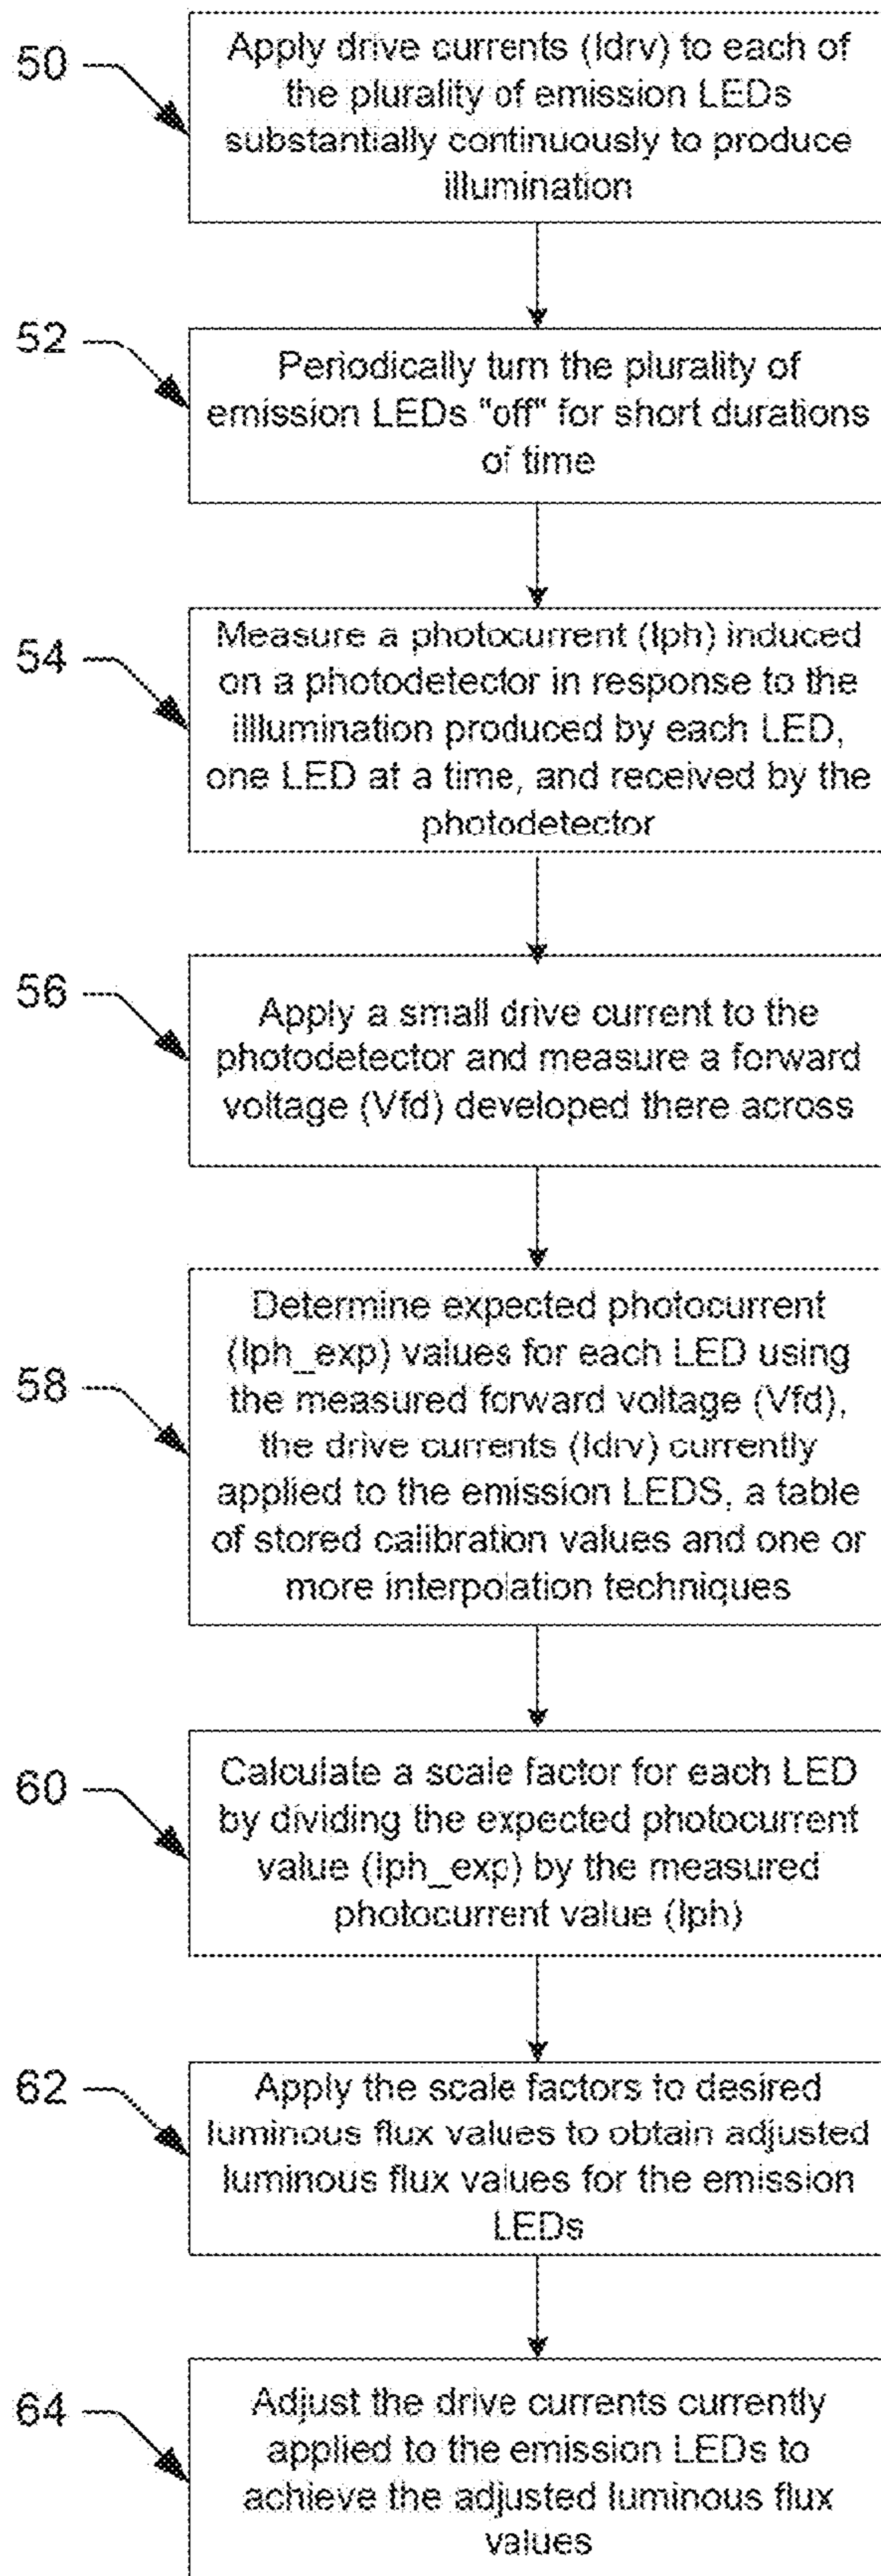 50
Apply drive currents (Idrv) to each of
the plurality of emission LEDs
substantially continuously to produce
illumination
52
Periodically turn the plurality of
emission LEDs "off" for short durations
of time
54
Measure a photocurrent (Iph) induced
on a photodetector in response to the
illlumination produced by each LED,
one LED at a time, and received by the
photodetector
56
Apply a small drive current to the
photodetector and measure a forward
voltage (Vfd) developed there across
58
Determine expected photocurrent
(Iph_exp) values for each LED using
the measured forward voltage (Vfd),
the drive currents (Idrv) currently
applied to the emission LEDS, a table
of stored calibration values and one or
more interpolation techniques
60
Calculate a scale factor for each LED
by dividing the expected photocurrent
value (Iph_exp) by the measured
photocurrent value (Iph)
62
Apply the scale factors to desired
luminous flux values to obtain adjusted
luminous flux values for the emission
LEDs
64
Adjust the drive currents currently
applied to the emission LEDs to
achieve the adjusted luminous flux
values